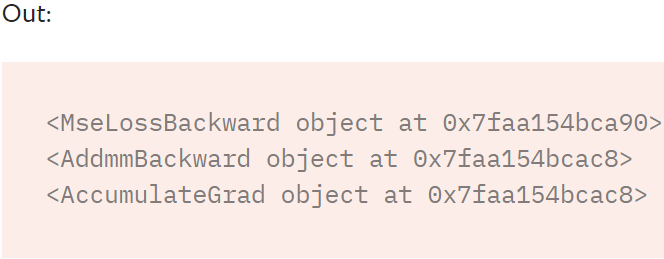 Out:
<MseLossBackward object at 0x7faa154bca90>
<AddmmBackward object at 0x7faa154bcac8>
<AccumulateGrad object at 0x7faa154bcac8>